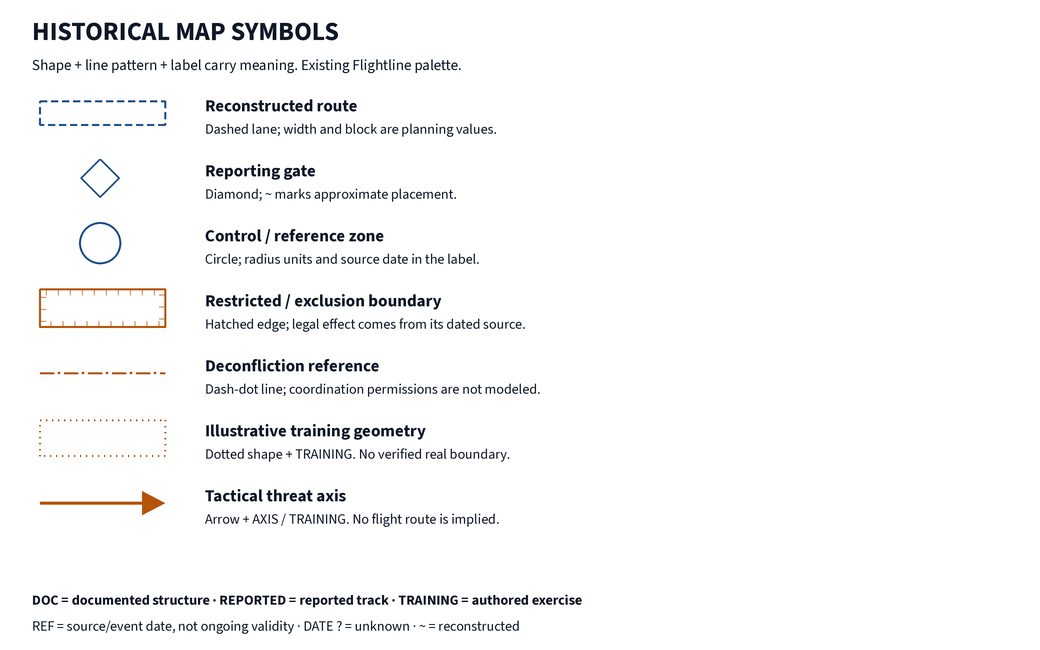 HISTORICAL MAP SYMBOLS
Shape + line pattern + label carry meaning. Existing Flightline palette.
Reconstructed route
Dashed lane; width and block are planning values.
Reporting gate
Diamond; ~ marks approximate placement.
Control / reference zone
Circle; radius units and source date in the label.
Restricted / exclusion boundary
Hatched edge; legal effect comes from its dated source.
Deconfliction reference
Dash-dot line; coordination permissions are not modeled.
Illustrative training geometry
Dotted shape + TRAINING. No verified real boundary.
Tactical threat axis
Arrow + AXIS / TRAINING. No flight route is implied.
DOC = documented structure · REPORTED = reported track · TRAINING = authored exercise
REF = source/event date, not ongoing validity · DATE ? = unknown · ~ = reconstructed